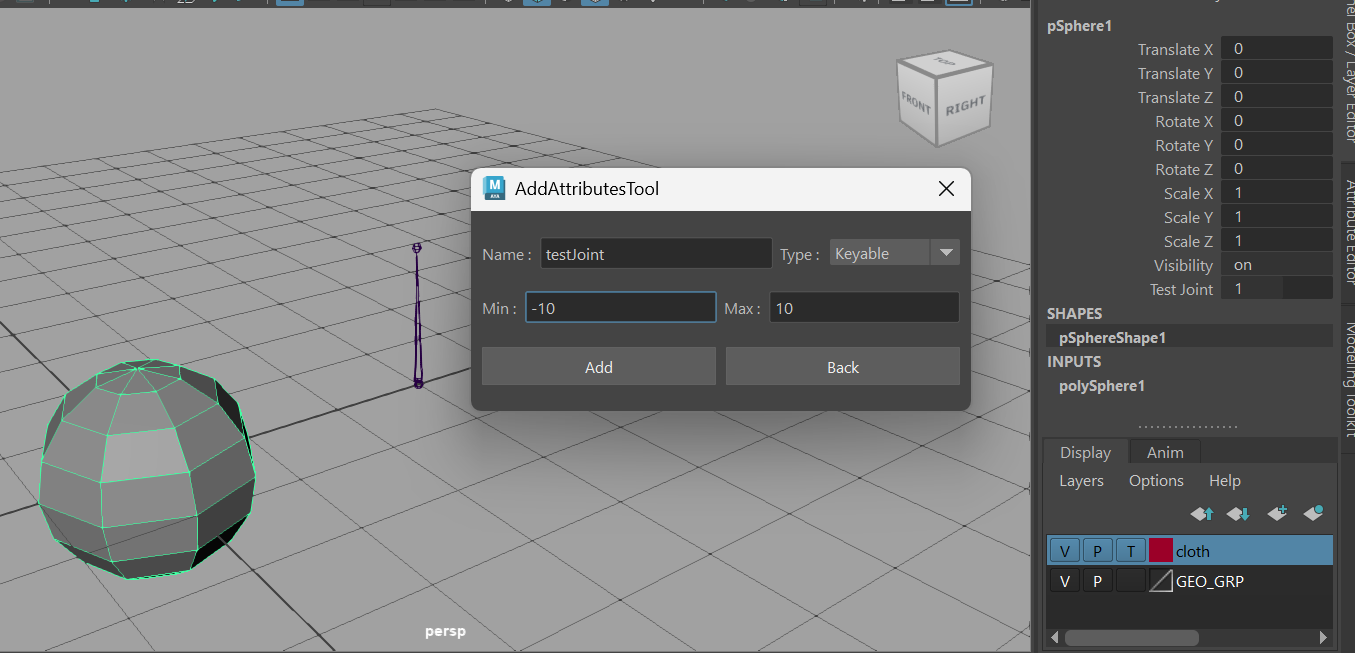 pSphere1
Translate X 0
Translate Y 0
Translate Z 0
Rotate X 0
Rotate Y 0
Rotate Z 0
Scale X 1
Scale Y 1
Scale Z 1
Visibility on
Test Joint 1
SHAPES
pSphereShape1
INPUTS
polySphere1
Display Anim
Layers Options Help
V P T cloth
V P GEO_GRP
Box / Layer Editor
Attribute Editor
Modeling Toolkit
TOP
FRONT RIGHT
M AddAttributesTool
Name : testJoint Type : Keyable
Min : -10 Max : 10
Add Back
persp